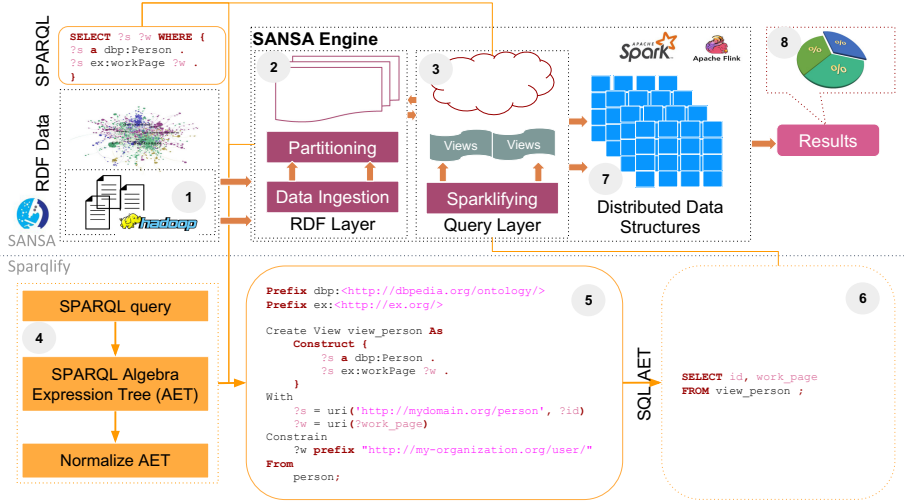 SPARQL
SELECT ?s ?w WHERE {
?s a dbp:Person .
?s ex:workPage ?w .
}
RDF Data
1
hadoop
SANSA
SANSA Engine
2
Partitioning
Data Ingestion
RDF Layer
3
Views
Views
Sparklifying
Query Layer
APACHE
Spark
Apache Flink
7
Distributed Data
Structures
8
%
%
%
Results
Sparqlify
SPARQL query
4
SPARQL Algebra
Expression Tree (AET)
Normalize AET
5
Prefix dbp:<http://dbpedia.org/ontology/>
Prefix ex:<http://ex.org/>
Create View view_person As
Construct {
?s a dbp:Person .
?s ex:workPage ?w .
}
With
?s = uri('http://mydomain.org/person', ?id)
?w = uri(?work_page)
Constrain
?w prefix "http://my-organization.org/user/"
From
person;
SQL AET
6
SELECT id, work_page
FROM view_person ;